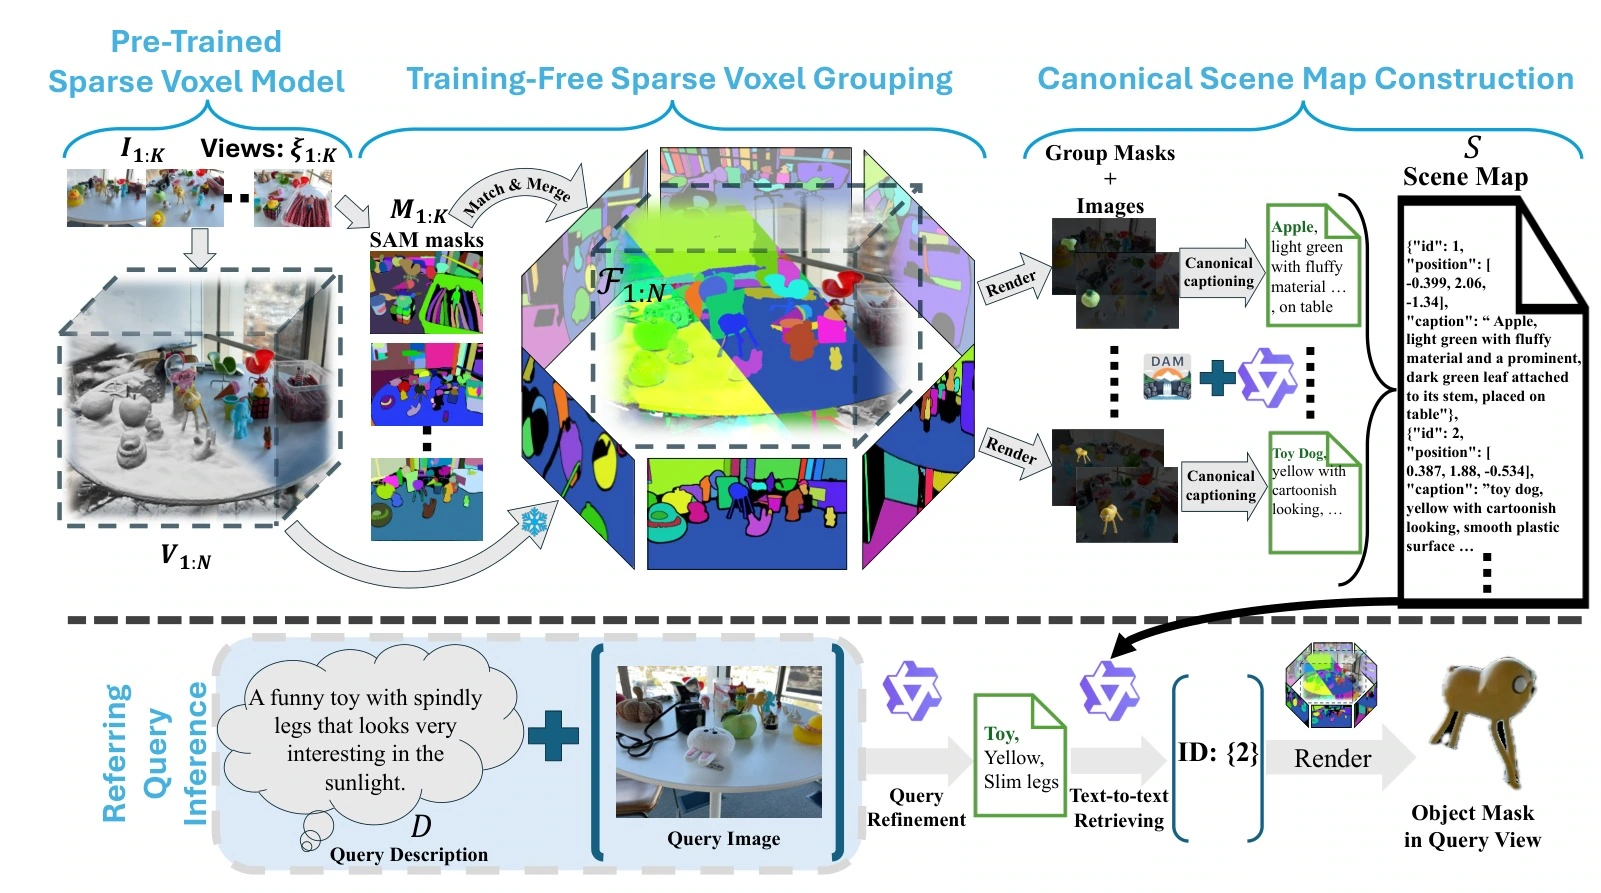 Pre-Trained
Sparse Voxel Model
Training-Free Sparse Voxel Grouping
Canonical Scene Map Construction
I1:K
Views: ξ1:K
M1:K
SAM masks
Match & Merge
F1:N
V1:N
Group Masks
+
Images
Render
Canonical
captioning
Apple,
light green
with fluffy
material …
, on table
DAM
Render
Canonical
captioning
Toy Dog,
yellow with
cartoonish
looking, …
S
Scene Map
{"id": 1,
"position": [
-0.399, 2.06,
-1.34],
"caption": “ Apple,
light green with fluffy
material and a prominent,
dark green leaf attached
to its stem, placed on
table"},
{"id": 2,
"position": [
0.387, 1.88, -0.534],
"caption": ”toy dog,
yellow with cartoonish
looking, smooth plastic
surface …
Referring
Query
Inference
A funny toy with spindly
legs that looks very
interesting in the
sunlight.
D
Query Description
Query Image
Query
Refinement
Toy,
Yellow,
Slim legs
Text-to-text
Retrieving
ID: {2}
Render
Object Mask
in Query View